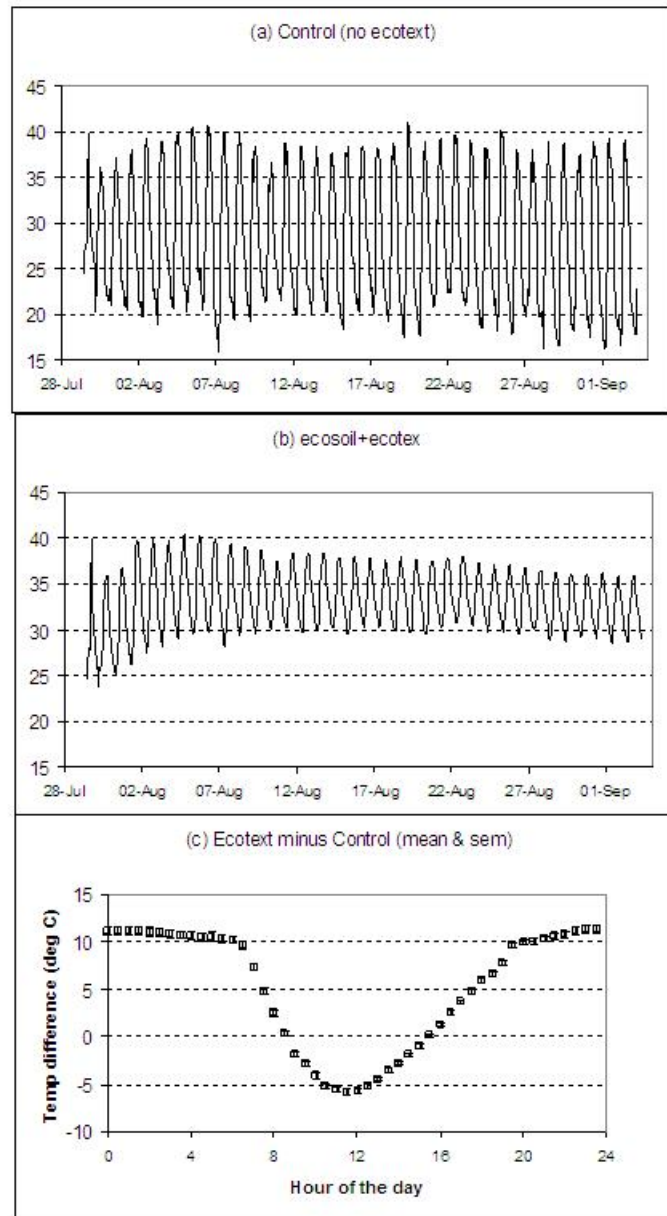 (a) Control (no ecotext)
45
40
35
30
25
20
15
28-Jul 02-Aug 07-Aug 12-Aug 17-Aug 22-Aug 27-Aug 01-Sep
(b) ecosoil+ecotex
45
40
35
30
25
20
15
28-Jul 02-Aug 07-Aug 12-Aug 17-Aug 22-Aug 27-Aug 01-Sep
(c) Ecotext minus Control (mean & sem)
Temp difference (deg C)
15
10
5
0
-5
-10
0 4 8 12 16 20 24
Hour of the day